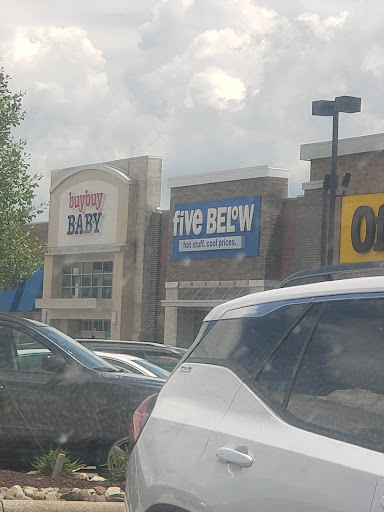 buybuy
BABY
five BELOW
hot stuff. cool prices.